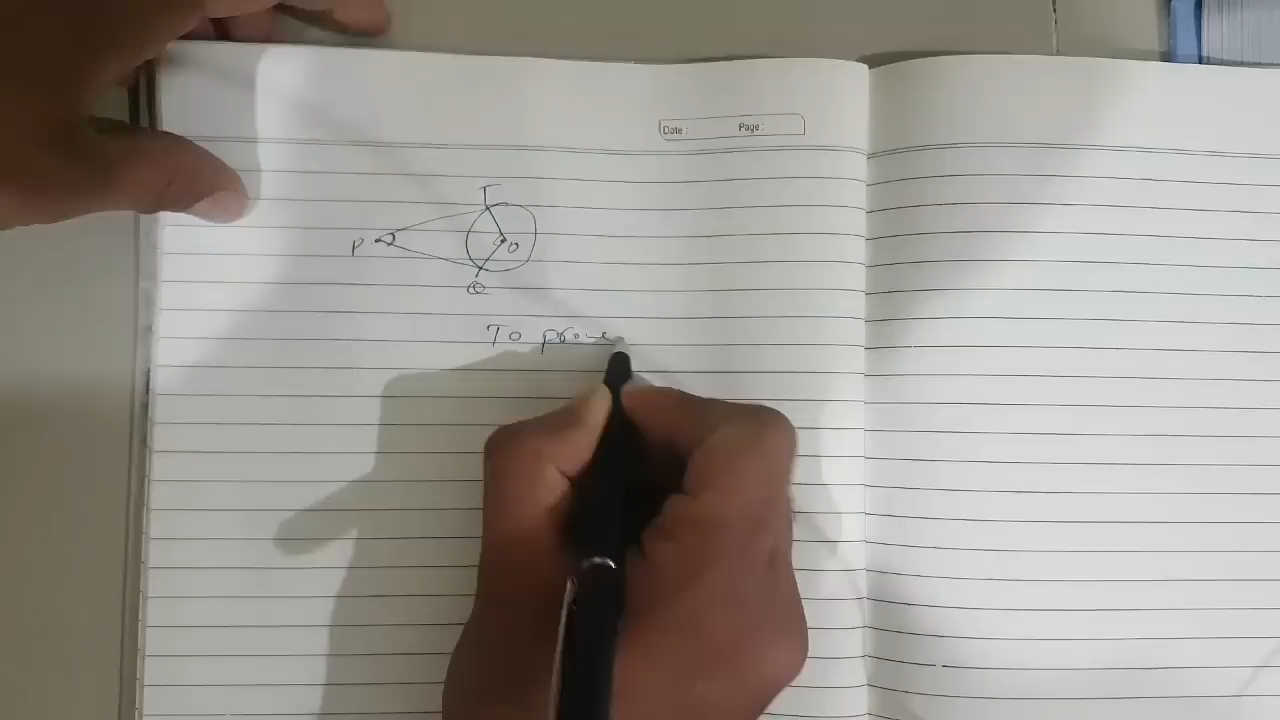 Date : Page :
T
P O
Q
To prove